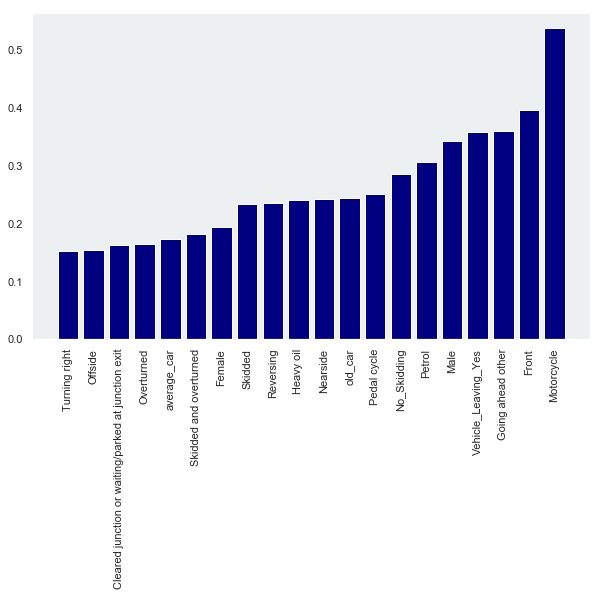 0.5
0.4
0.3
0.2
0.1
0.0
Turning right
Offside
Cleared junction or waiting/parked at junction exit
Overturned
average_car
Skidded and overturned
Female
Skidded
Reversing
Heavy oil
Nearside
old_car
Pedal cycle
No_Skidding
Petrol
Male
Vehicle_Leaving_Yes
Going ahead other
Front
Motorcycle